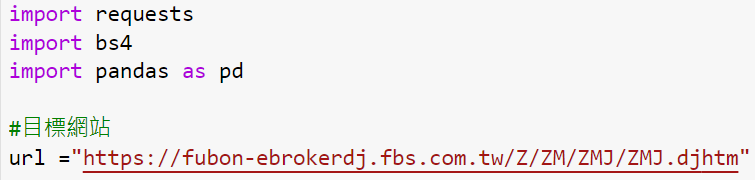 import requests
import bs4
import pandas as pd
#目標網站
url ="https://fubon-ebrokerdj.fbs.com.tw/Z/ZM/ZMJ/ZMJ.djhtm"